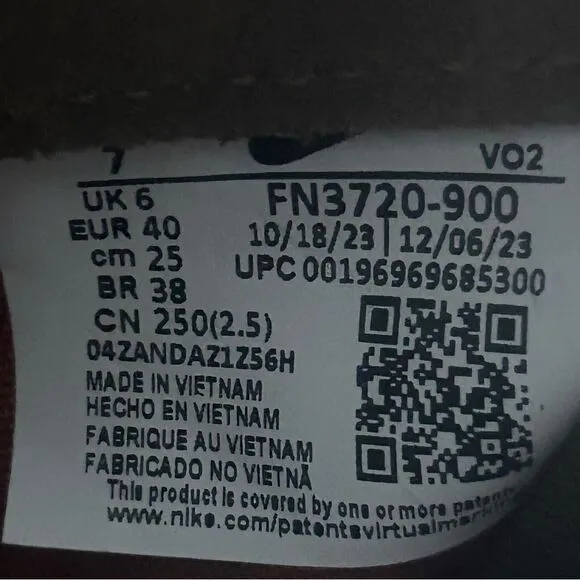 7 VO2
UK 6 FN3720-900
EUR 40 10/18/23 | 12/06/23
cm 25 UPC 00196969685300
BR 38
CN 250(2.5)
04ZANDAZ1Z56H
MADE IN VIETNAM
HECHO EN VIETNAM
FABRIQUE AU VIETNAM
FABRICADO NO VIETNÃ
This product is covered by one or more
www.nike.com/patentsvirtualmarking